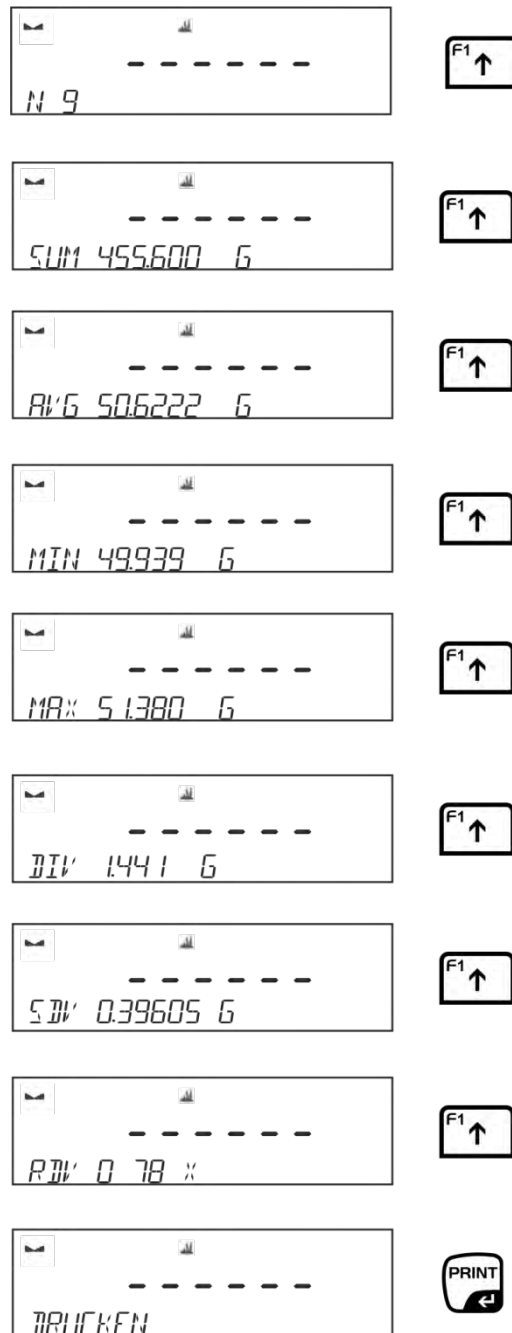 - - - - - -
N 9
F1 ↑
- - - - - -
SUM 455.600 G
F1 ↑
- - - - - -
AVG 50.6222 G
F1 ↑
- - - - - -
MIN 49.939 G
F1 ↑
- - - - - -
MAX 51.380 G
F1 ↑
- - - - - -
DIV 1.441 G
F1 ↑
- - - - - -
SDV 0.39605 G
F1 ↑
- - - - - -
RDV 0 78 %
F1 ↑
- - - - - -
DRUCKEN
PRINT